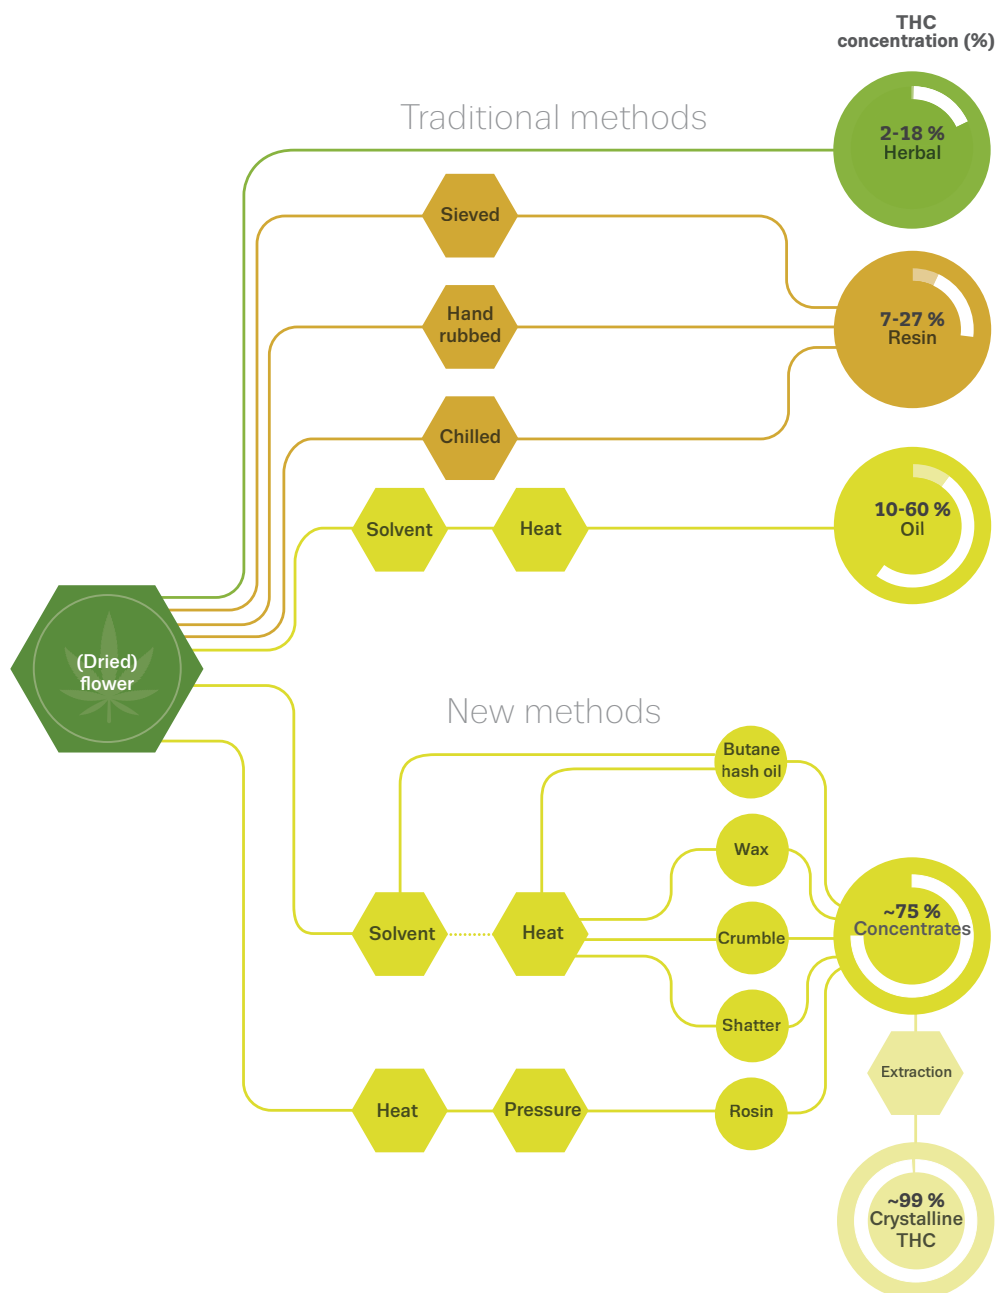 THC
concentration (%)
Traditional methods
2-18 %
Herbal
Sieved
Hand
rubbed
7-27 %
Resin
Chilled
Solvent
Heat
10-60 %
Oil
(Dried)
flower
New methods
Butane
hash oil
Wax
Solvent
Heat
Crumble
~75 %
Concentrates
Shatter
Extraction
Heat
Pressure
Rosin
~99 %
Crystalline
THC